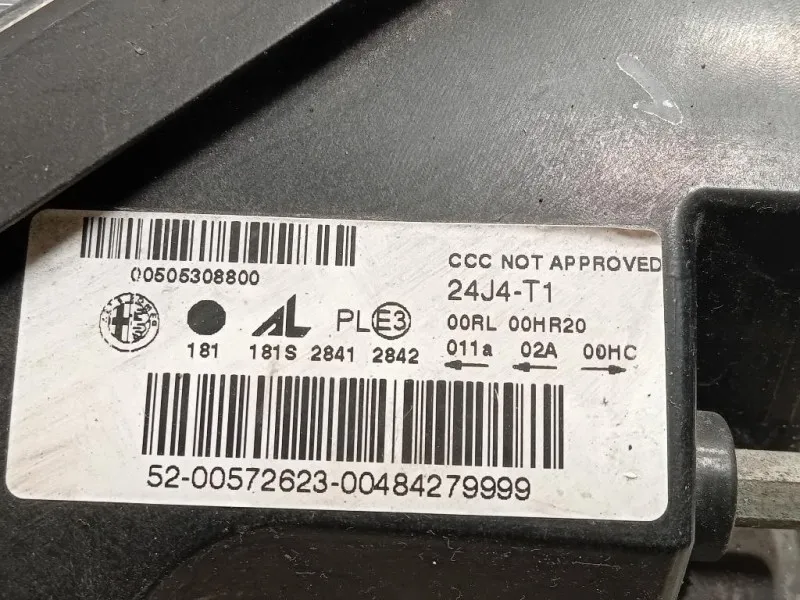 00505308800
CCC NOT APPROVED
24J4-T1
AL PL E3
00RL 00HR20
181 181S 2841 2842
011a 02A 00HC
52-00572623-00484279999